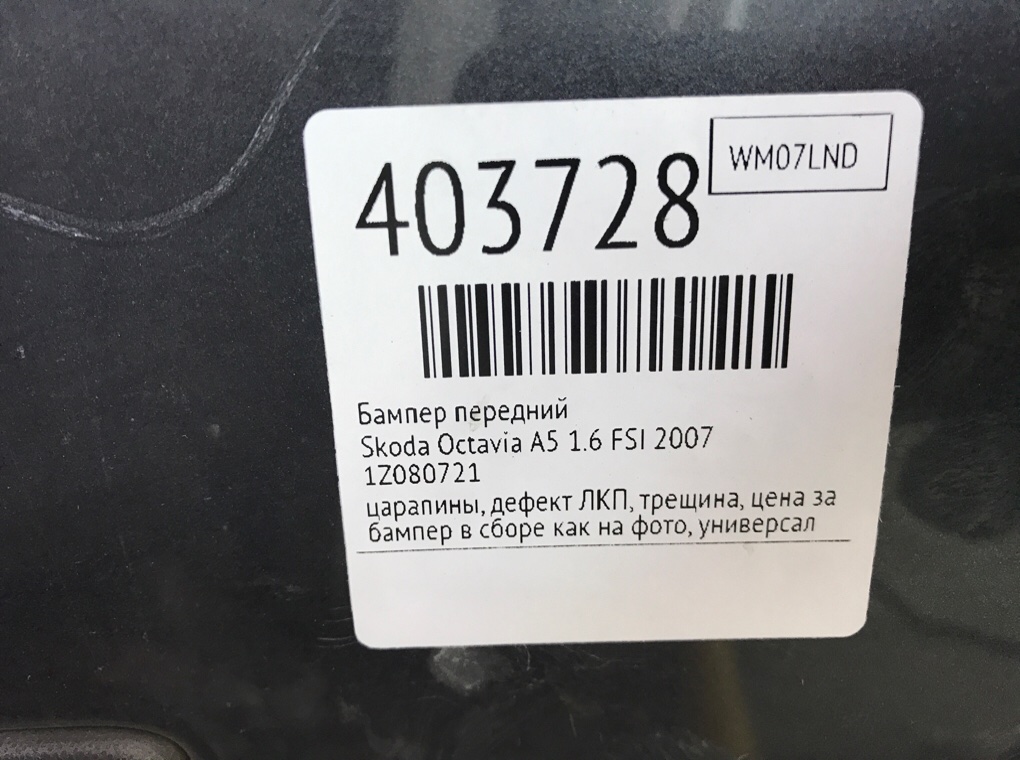 403728
WM07LND
Бампер передний
Skoda Octavia A5 1.6 FSI 2007
1Z080721
царапины, дефект ЛКП, трещина, цена за
бампер в сборе как на фото, универсал